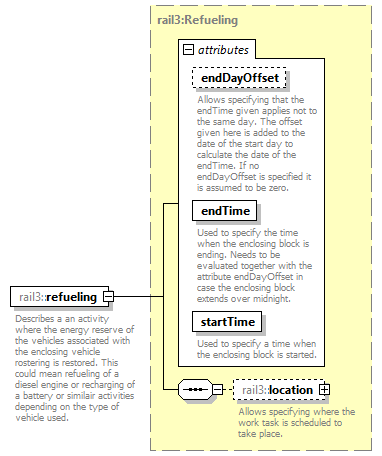 rail3:Refueling
attributes
endDayOffset
Allows specifying that the
endTime given applies not to
the same day. The offset
given here is added to the
date of the start day to
calculate the date of the
endTime. If no
endDayOffset is specified it
is assumed to be zero.
endTime
Used to specify the time
when the enclosing block is
ending. Needs to be
evaluated together with the
attribute endDayOffset in
case the enclosing block
extends over midnight.
startTime
Used to specify a time when
the enclosing block is started.
rail3::refueling
Describes a an activity
where the energy reserve of
the vehicles associated with
the enclosing vehicle
rostering is restored. This
could mean refueling of a
diesel engine or recharging of
a battery or similair activities
depending on the type of
vehicle used.
rail3::location
Allows specifying where the
work task is scheduled to
take place.